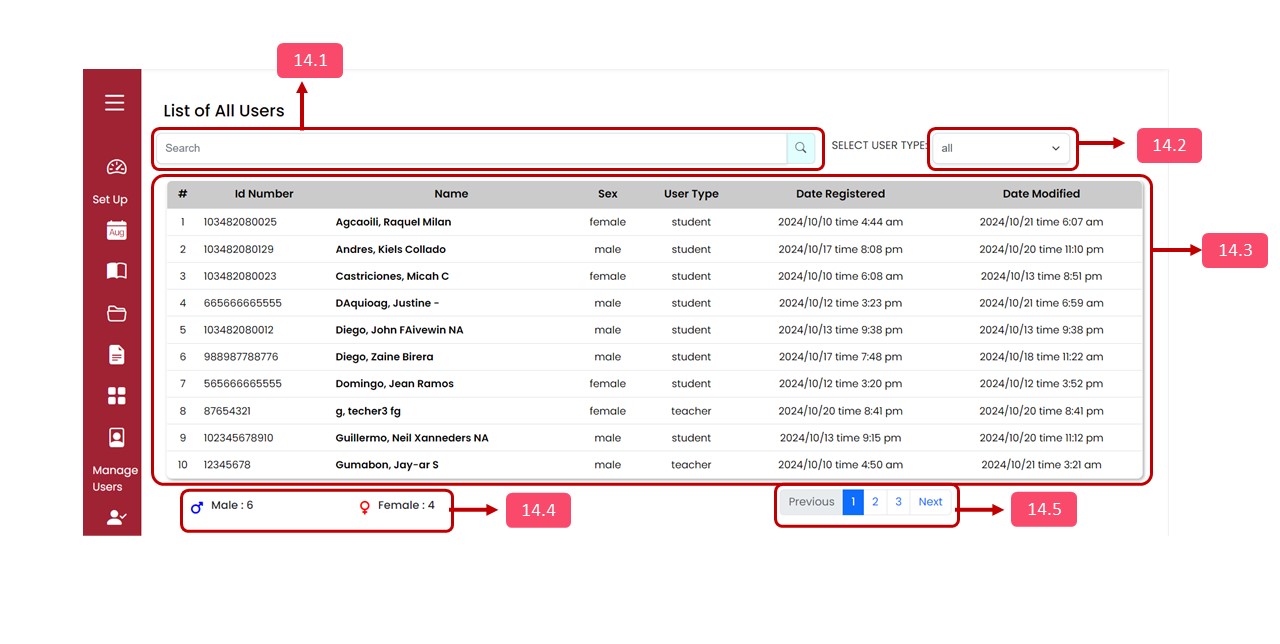 14.1
List of All Users
Search
SELECT USER TYPE:
all
14.2
# Id Number Name Sex User Type Date Registered Date Modified
1 103482080025 Agcaoili, Raquel Milan female student 2024/10/10 time 4:44 am 2024/10/21 time 6:07 am
2 103482080129 Andres, Kiels Collado male student 2024/10/17 time 8:08 pm 2024/10/20 time 11:10 pm
3 103482080023 Castriciones, Micah C female student 2024/10/10 time 6:08 am 2024/10/13 time 8:51 pm
4 665666665555 DAquioag, Justine - male student 2024/10/12 time 3:23 pm 2024/10/21 time 6:59 am
5 103482080012 Diego, John FAivewin NA male student 2024/10/13 time 9:38 pm 2024/10/13 time 9:38 pm
6 988987788776 Diego, Zaine Birera male student 2024/10/17 time 7:48 pm 2024/10/18 time 11:22 am
7 565666665555 Domingo, Jean Ramos female student 2024/10/12 time 3:20 pm 2024/10/12 time 3:52 pm
8 87654321 g, techer3 fg female teacher 2024/10/20 time 8:41 pm 2024/10/20 time 8:41 pm
9 102345678910 Guillermo, Neil Xanneders NA male student 2024/10/13 time 9:15 pm 2024/10/20 time 11:12 pm
10 12345678 Gumabon, Jay-ar S male teacher 2024/10/10 time 4:50 am 2024/10/21 time 3:21 am
14.3
Male : 6
Female : 4
14.4
Previous 1 2 3 Next
14.5
Set Up
Aug
Manage
Users